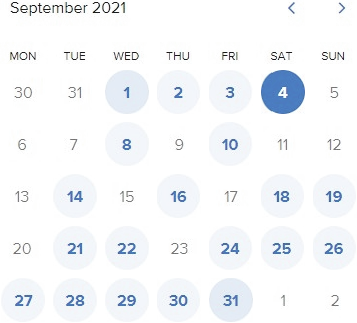 September 2021 < >
MON TUE WED THU FRI SAT SUN
30 31 1 2 3 4 5
6 7 8 9 10 11 12
13 14 15 16 17 18 19
20 21 22 23 24 25 26
27 28 29 30 31 1 2